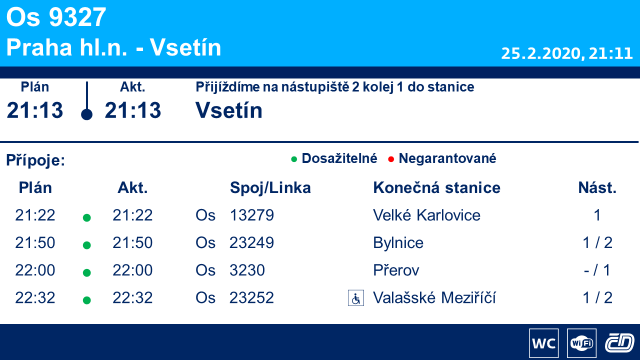 Os 9327
Praha hl.n. - Vsetín
25.2.2020, 21:11
Plán Akt. Přijíždíme na nástupiště 2 kolej 1 do stanice
21:13 21:13 Vsetín
Přípoje: Dosažitelné Negarantované
Plán Akt. Spoj/Linka Konečná stanice Nást.
21:22 21:22 Os 13279 Velké Karlovice 1
21:50 21:50 Os 23249 Bylnice 1 / 2
22:00 22:00 Os 3230 Přerov - / 1
22:32 22:32 Os 23252 Valašské Meziříčí 1 / 2
WC WiFi ČD